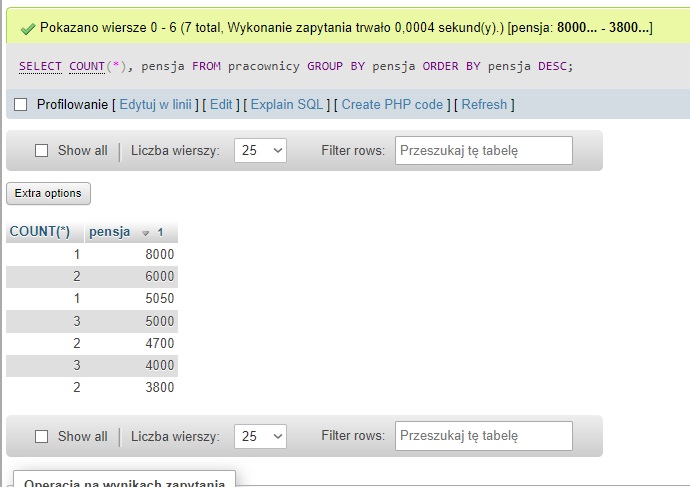 Pokazano wiersze 0 - 6 (7 total, Wykonanie zapytania trwało 0,0004 sekund(y).) [pensja: 8000... - 3800...]
SELECT COUNT(*), pensja FROM pracownicy GROUP BY pensja ORDER BY pensja DESC;
Profilowanie [ Edytuj w linii ] [ Edit ] [ Explain SQL ] [ Create PHP code ] [ Refresh ]
Show all Liczba wierszy: 25 Filter rows: Przeszukaj tę tabelę
Extra options
COUNT(*) pensja 1
1 8000
2 6000
1 5050
3 5000
2 4700
3 4000
2 3800
Show all Liczba wierszy: 25 Filter rows: Przeszukaj tę tabelę
Operacja na wynikach zapytania